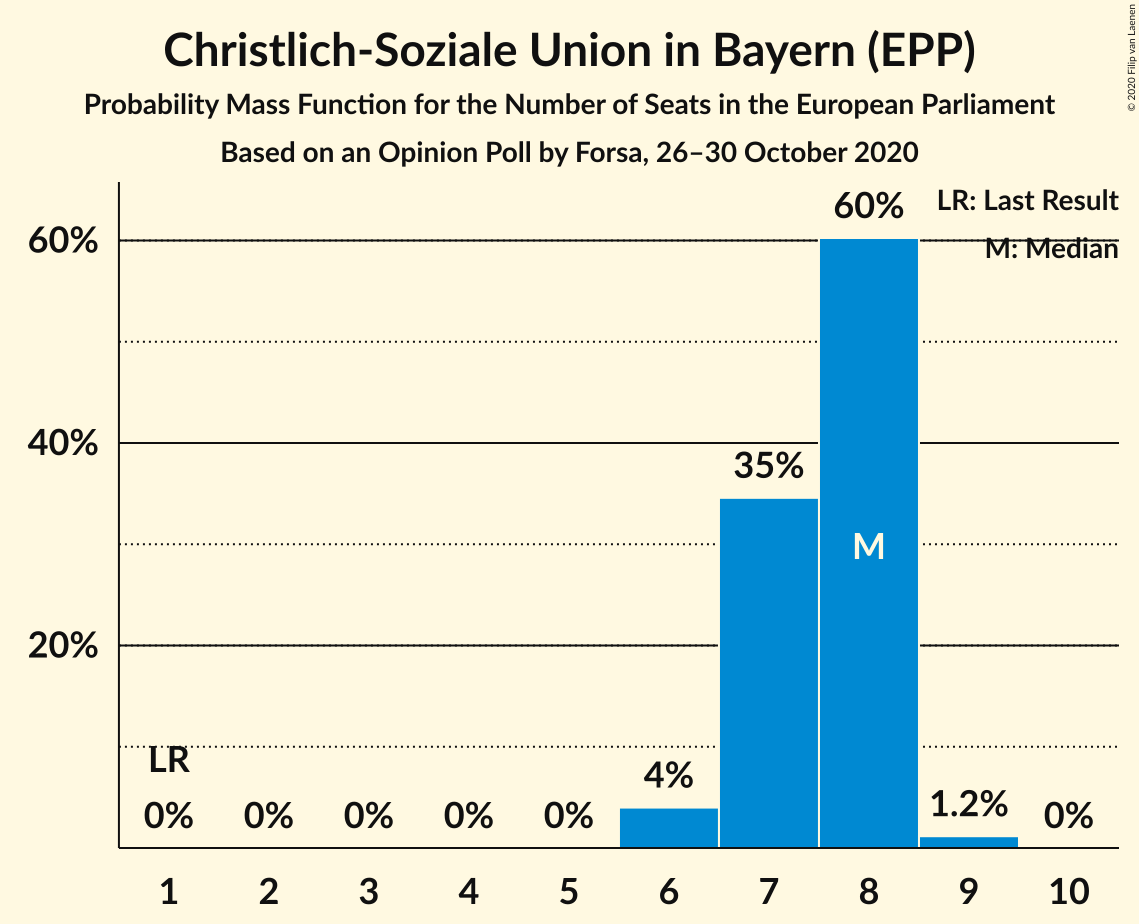 Christlich-Soziale Union in Bayern (EPP)
Probability Mass Function for the Number of Seats in the European Parliament
Based on an Opinion Poll by Forsa, 26–30 October 2020
© 2020 Filip van Laenen
LR: Last Result
M: Median
60%
40%
20%
60%
35%
M
LR
0%
0%
0%
0%
0%
4%
1.2%
0%
1 2 3 4 5 6 7 8 9 10